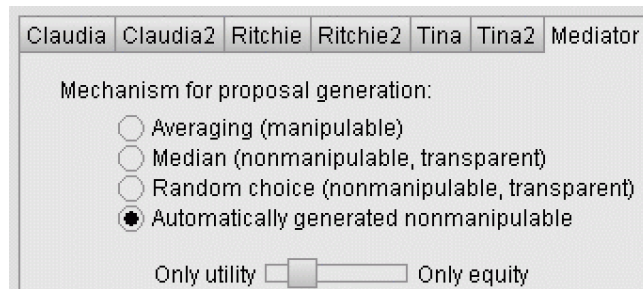 Claudia Claudia2 Ritchie Ritchie2 Tina Tina2 Mediator
Mechanism for proposal generation:
Averaging (manipulable)
Median (nonmanipulable, transparent)
Random choice (nonmanipulable, transparent)
Automatically generated nonmanipulable
Only utility Only equity